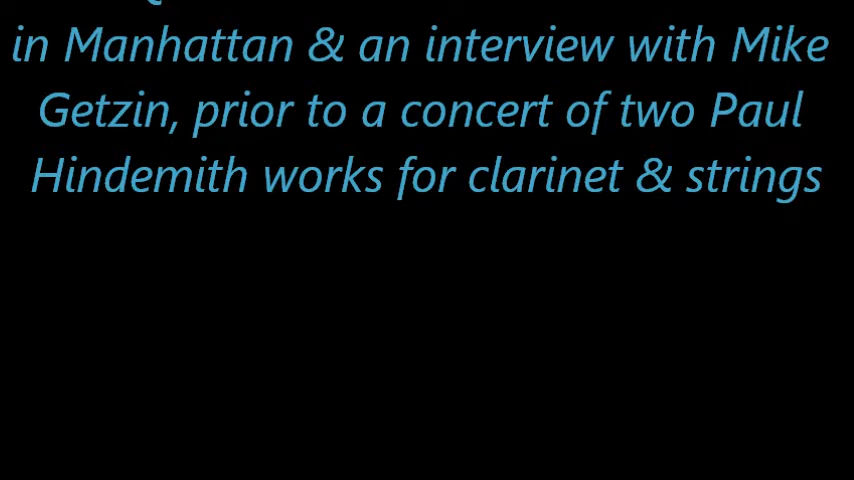 in Manhattan & an interview with Mike
Getzin, prior to a concert of two Paul
Hindemith works for clarinet & strings